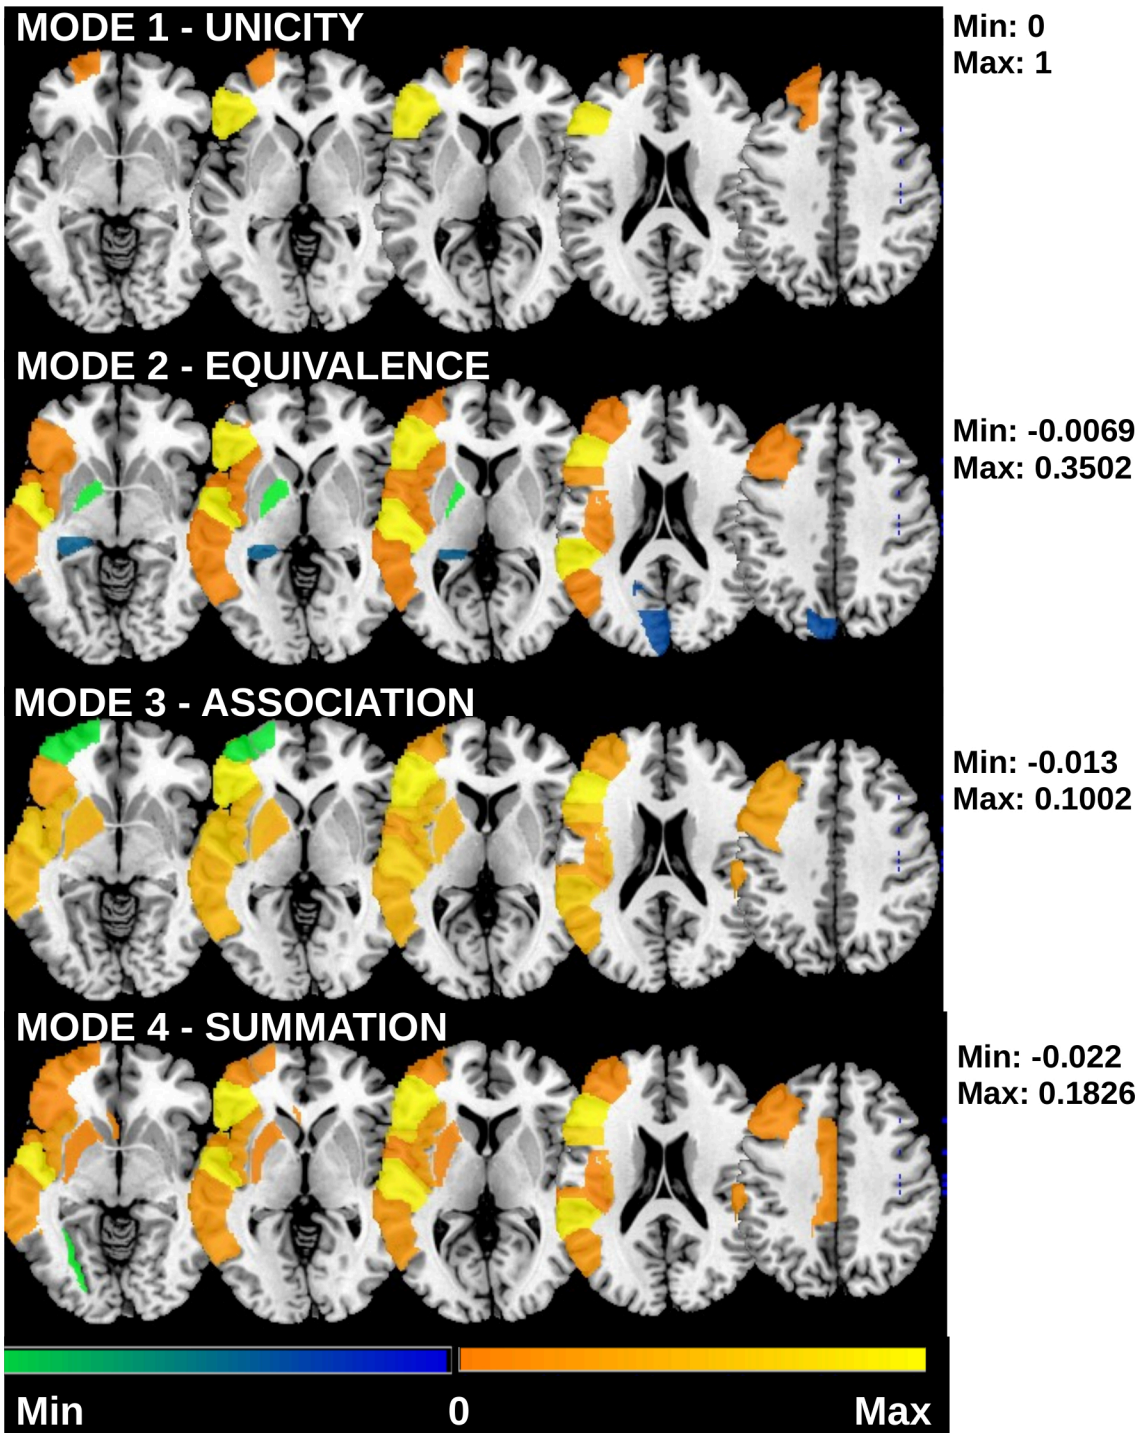 MODE 1 - UNICITY
Min: 0
Max: 1
MODE 2 - EQUIVALENCE
Min: -0.0069
Max: 0.3502
MODE 3 - ASSOCIATION
Min: -0.013
Max: 0.1002
MODE 4 - SUMMATION
Min: -0.022
Max: 0.1826
Min 0 Max